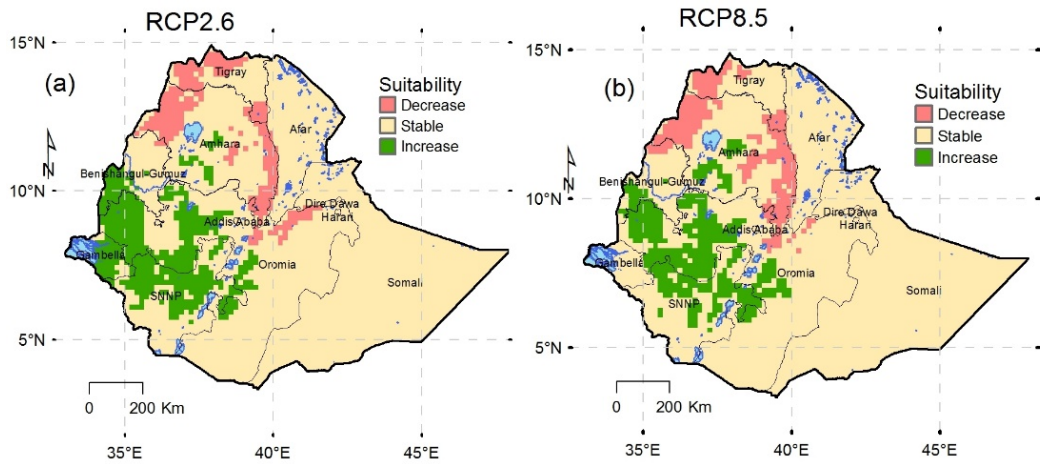 RCP2.6
15°N
(a)
Tigray
Suitability
Decrease
Stable
Increase
Afar
Amhara
N
Benishangul-Gumuz
10°N
Dire Dawa
Harari
Addis Ababa
Gambella
Oromia
SNNP
Somali
5°N
0 200 Km
35°E 40°E 45°E
RCP8.5
15°N
(b)
Tigray
Suitability
Decrease
Stable
Increase
Afar
Amhara
N
Benishangul-Gumuz
10°N
Dire Dawa
Harari
Addis Ababa
Gambella
Oromia
SNNP
Somali
5°N
0 200 Km
35°E 40°E 45°E